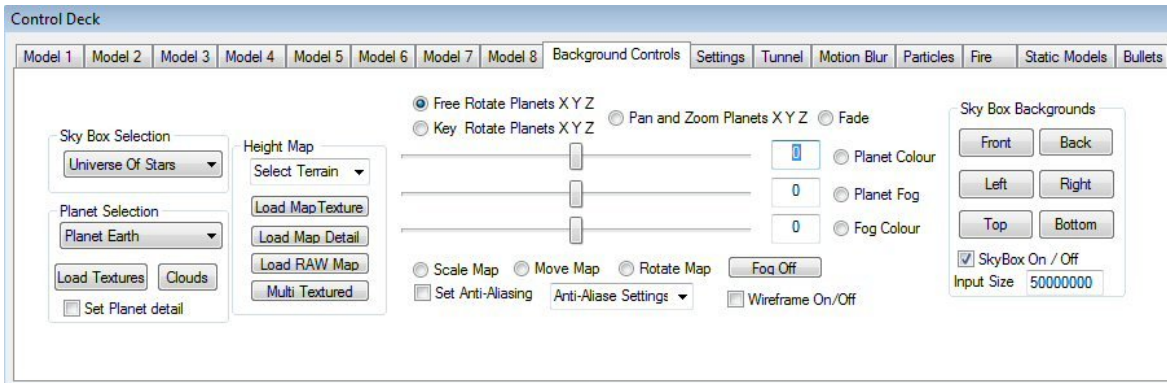 Control Deck
Model 1 Model 2 Model 3 Model 4 Model 5 Model 6 Model 7 Model 8 Background Controls Settings Tunnel Motion Blur Particles Fire Static Models Bullets
Sky Box Selection
Universe Of Stars
Planet Selection
Planet Earth
Load Textures Clouds
Set Planet detail
Height Map
Select Terrain
Load MapTexture
Load Map Detail
Load RAW Map
Multi Textured
Free Rotate Planets X Y Z
Key Rotate Planets X Y Z
Pan and Zoom Planets X Y Z Fade
0 Planet Colour
0 Planet Fog
0 Fog Colour
Scale Map Move Map Rotate Map Fog Off
Set Anti-Aliasing Anti-Aliase Settings Wireframe On/Off
Sky Box Backgrounds
Front Back
Left Right
Top Bottom
SkyBox On / Off
Input Size 50000000